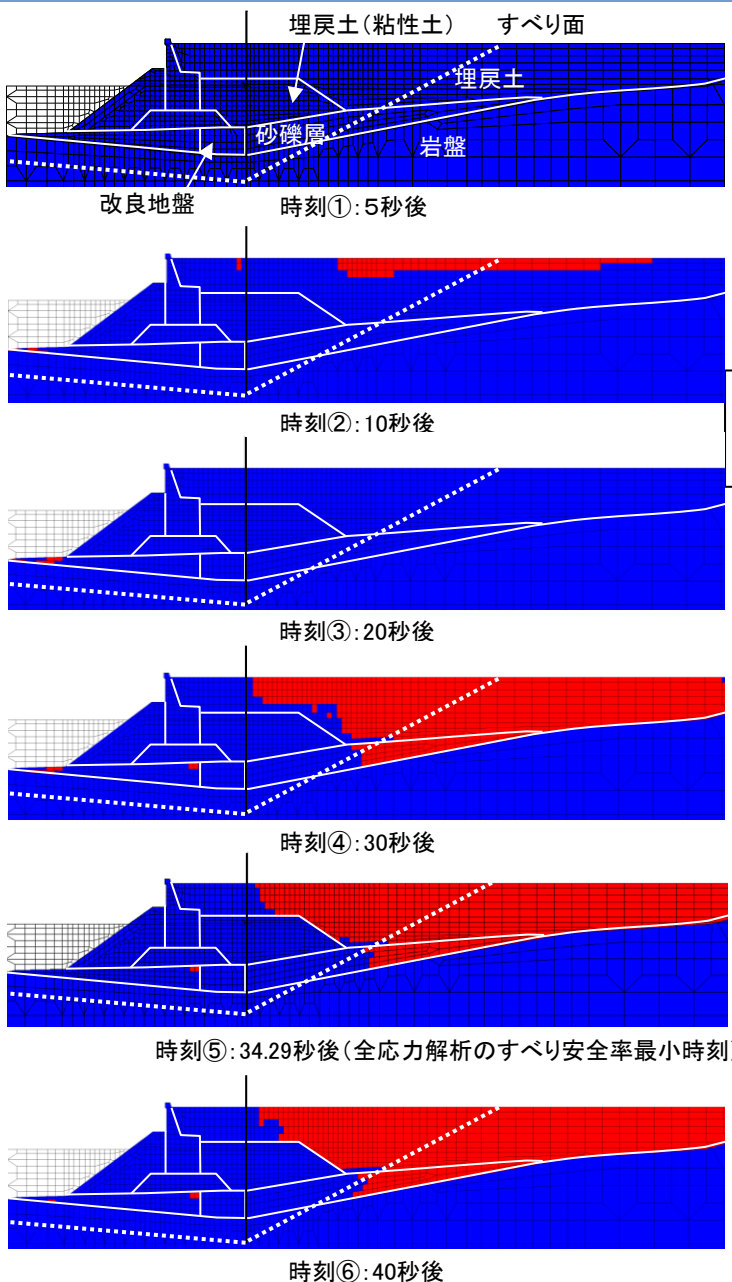 埋戻土(粘性土) すべり面
埋戻土
砂礫層
岩盤
改良地盤
時刻①:5秒後
時刻②:10秒後
時刻③:20秒後
時刻④:30秒後
時刻⑤:34.29秒後(全応力解析のすべり安全率最小時刻)
時刻⑥:40秒後